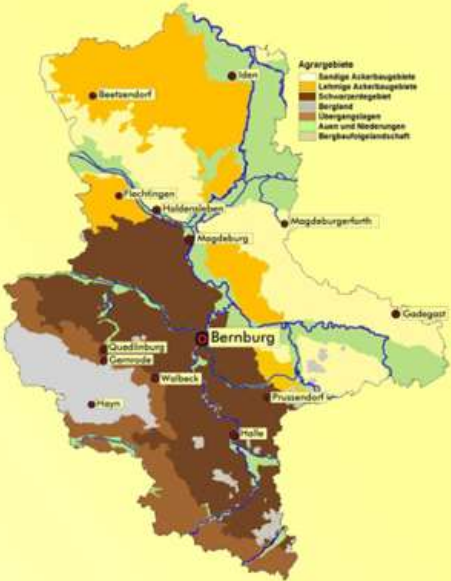 Agrargebiete
Sandige Ackerbaugebiete
Lehmige Ackerbaugebiete
Schwarzerdegebiet
Bergland
Übergangslagen
Auen und Niederungen
Bergbaufolgelandschaft
Iden
Beetzendorf
Flechtingen
Haldensleben
Magdeburgerforth
Magdeburg
Gadegast
Bernburg
Quedlinburg
Gernrode
Walbeck
Prussendorf
Hayn
Halle